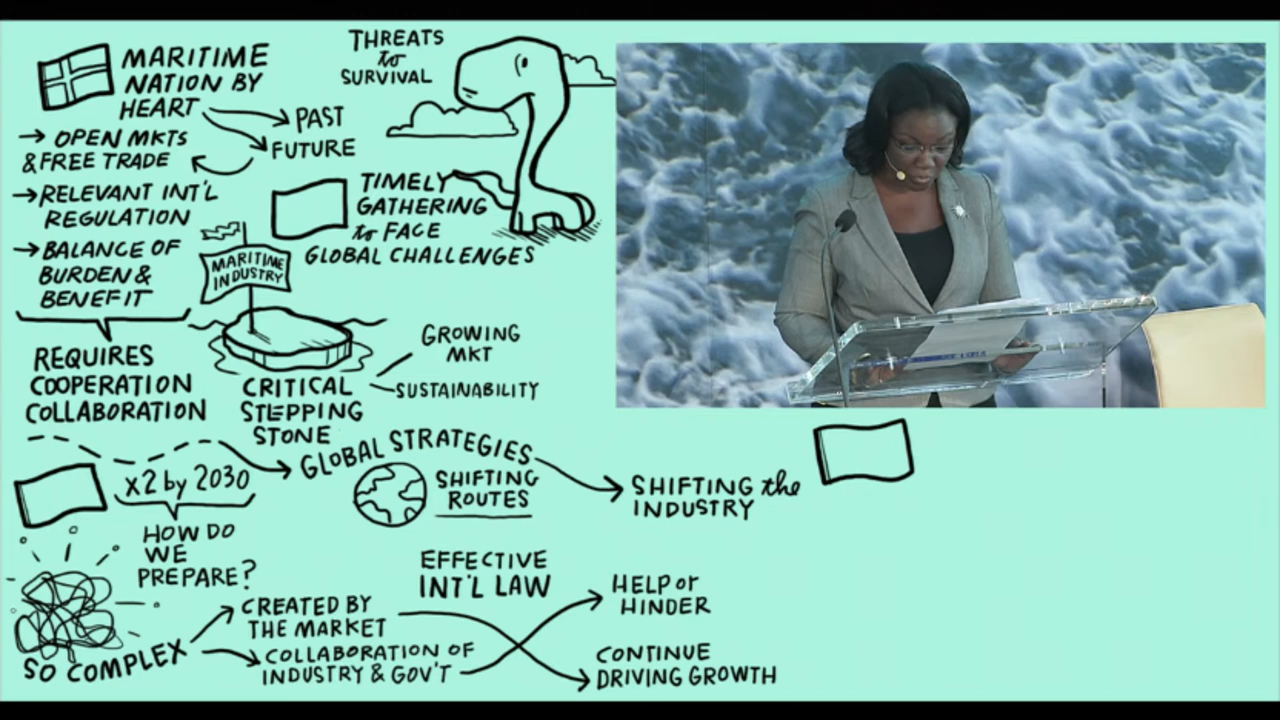 MARITIME
NATION BY
HEART
PAST
FUTURE
→ OPEN MKTS
& FREE TRADE
→ RELEVANT INT'L
REGULATION
→ BALANCE OF
BURDEN &
BENEFIT
REQUIRES
COOPERATION
COLLABORATION
THREATS
to
SURVIVAL
TIMELY
GATHERING
to FACE
GLOBAL CHALLENGES
MARITIME
INDUSTRY
CRITICAL
STEPPING
STONE
GROWING
MKT
SUSTAINABILITY
x2 by 2030
HOW DO
WE
PREPARE?
GLOBAL STRATEGIES
SHIFTING
ROUTES
SHIFTING the
INDUSTRY
SO COMPLEX
CREATED BY
THE MARKET
COLLABORATION OF
INDUSTRY & GOV'T
EFFECTIVE
INT'L LAW
HELP or
HINDER
CONTINUE
DRIVING GROWTH